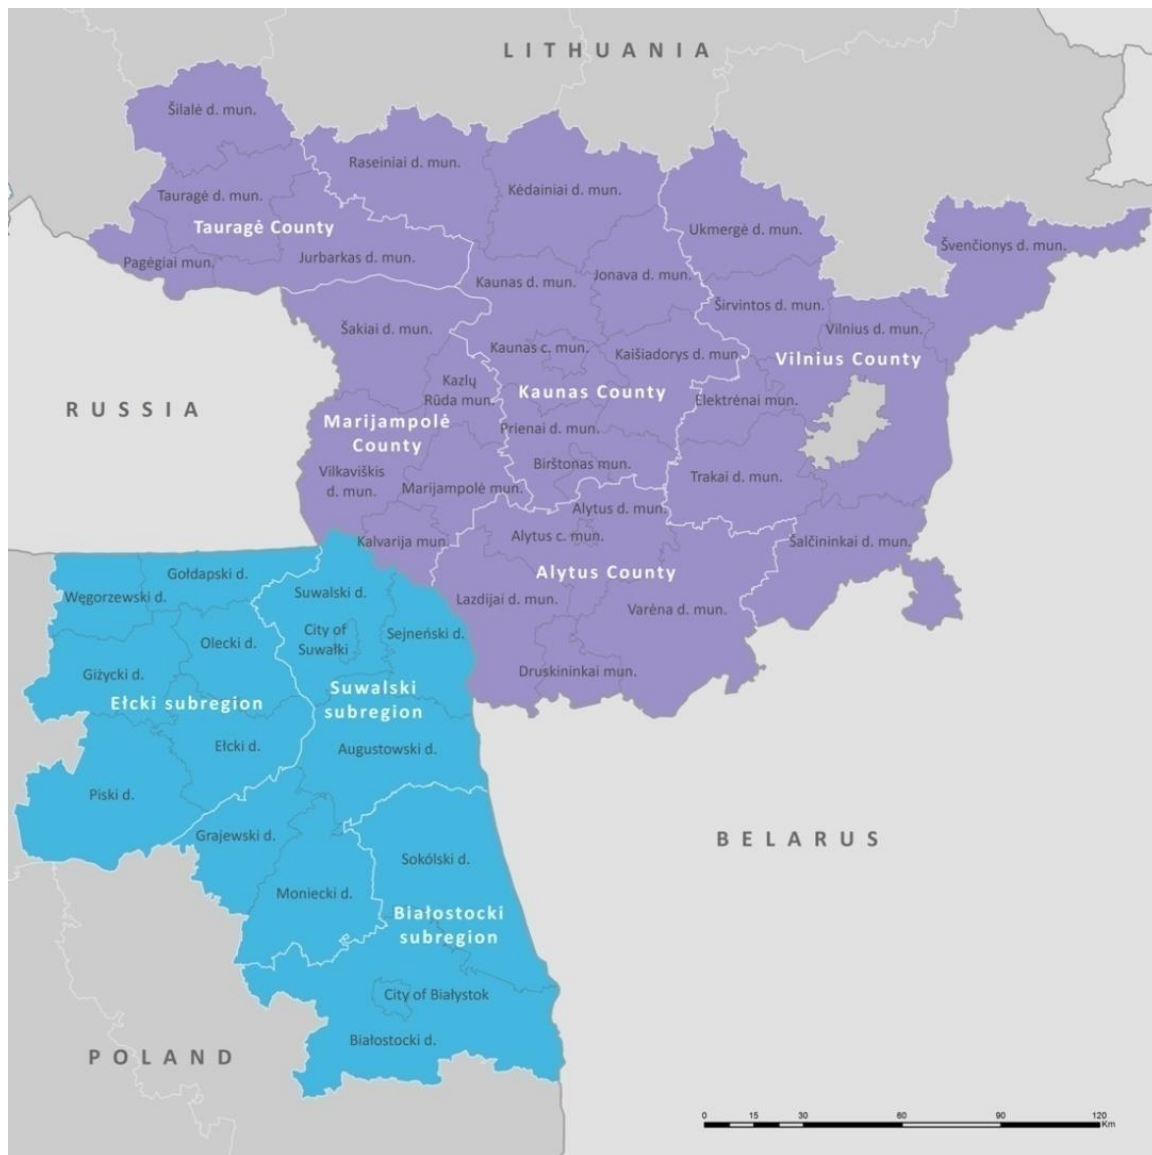 LITHUANIA
Šilalė d. mun.
Raseiniai d. mun.
Kėdainiai d. mun.
Tauragė d. mun.
Tauragė County
Ukmergė d. mun.
Švenčionys d. mun.
Pagėgiai mun.
Jurbarkas d. mun.
Kaunas d. mun.
Jonava d. mun.
Širvintos d. mun.
Šakiai d. mun.
Vilnius d. mun.
Kaunas c. mun.
Kaišiadorys d. mun.
Vilnius County
Kazlų
Rūda mun.
Kaunas County
Elektrėnai mun.
RUSSIA
Marijampolė
County
Prienai d. mun.
Birštonas mun.
Vilkaviškis
d. mun.
Marijampolė mun.
Trakai d. mun.
Alytus d. mun.
Kalvarija mun.
Alytus c. mun.
Šalčininkai d. mun.
Alytus County
Gołdapski d.
Węgorzewski d.
Suwalski d.
Lazdijai d. mun.
Varėna d. mun.
City of
Suwałki
Sejneński d.
Olecki d.
Giżycki d.
Druskininkai mun.
Ełcki subregion
Suwalski
subregion
Ełcki d.
Augustowski d.
Piski d.
Grajewski d.
BELARUS
Sokólski d.
Moniecki d.
Białostocki
subregion
City of Białystok
Białostocki d.
POLAND
0 15 30 60 90 120
Km